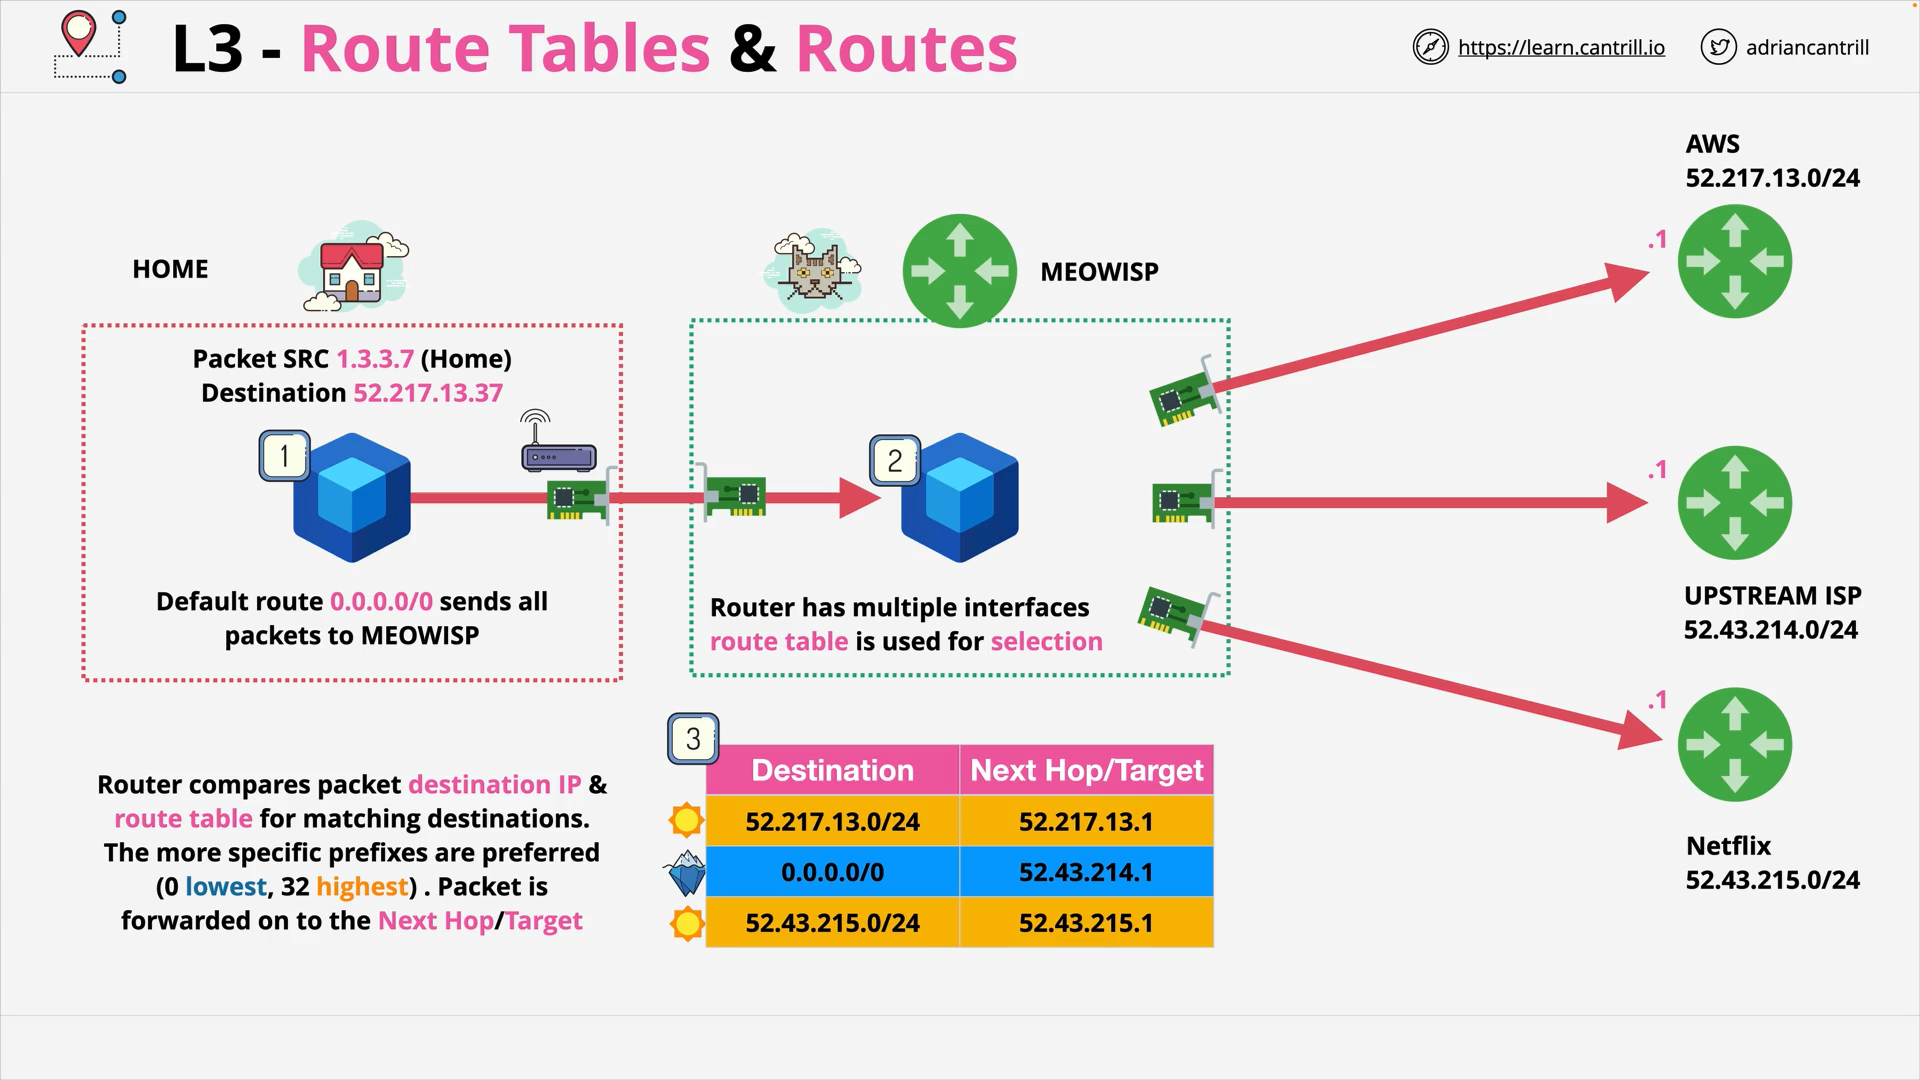 L3 - Route Tables & Routes
https://learn.cantrill.io
adriancantrill
AWS
52.217.13.0/24
.1
HOME
MEOWISP
Packet SRC 1.3.3.7 (Home)
Destination 52.217.13.37
1
2
.1
Default route 0.0.0.0/0 sends all
packets to MEOWISP
Router has multiple interfaces
route table is used for selection
UPSTREAM ISP
52.43.214.0/24
.1
3
Router compares packet destination IP &
route table for matching destinations.
The more specific prefixes are preferred
(0 lowest, 32 highest) . Packet is
forwarded on to the Next Hop/Target
Destination Next Hop/Target
52.217.13.0/24 52.217.13.1
0.0.0.0/0 52.43.214.1
52.43.215.0/24 52.43.215.1
Netflix
52.43.215.0/24